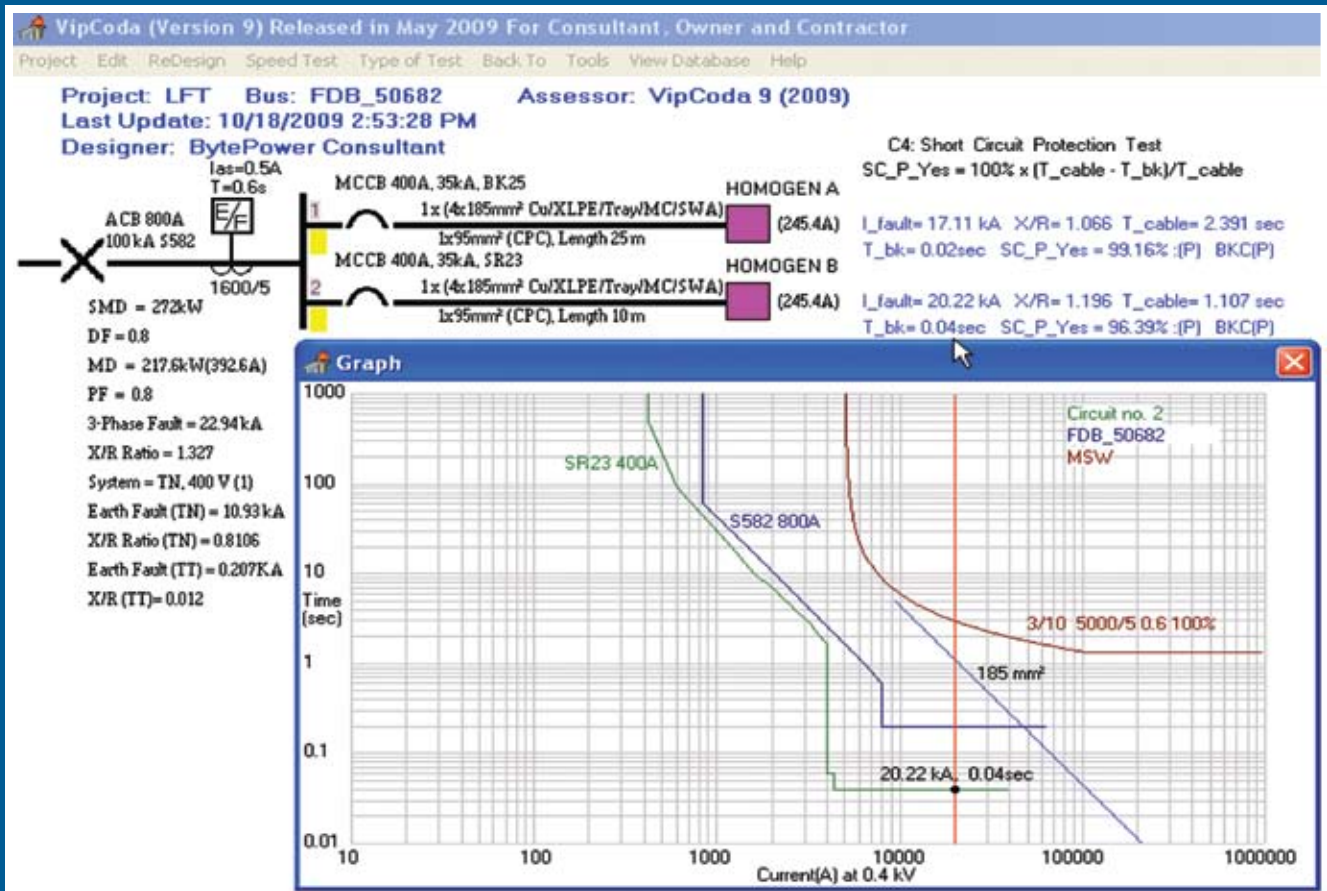 VipCoda (Version 9) Released in May 2009 For Consultant, Owner and Contractor
Project Edit ReDesign Speed Test Type of Test Back To Tools View Database Help
Project: LFT Bus: FDB_50682 Assessor: VipCoda 9 (2009)
Last Update: 10/18/2009 2:53:28 PM
Designer: BytePower Consultant
C4: Short Circuit Protection Test
SC_P_Yes = 100% x (T_cable - T_bk)/T_cable
Ias=0.5A
T=0.6s
E/F
ACB 800A
100kA S582
1600/5
MCCB 400A, 35kA, BK25
1
1x (4x185mm² Cu/XLPE/Tray/MC/SWA)
1x95mm² (CPC), Length 25m
HOMOGEN A
(245.4A)
I_fault= 17.11 kA X/R= 1.066 T_cable= 2.391 sec
T_bk= 0.02sec SC_P_Yes = 99.16% :(P) BKC(P)
MCCB 400A, 35kA, SR23
2
1x (4x185mm² Cu/XLPE/Tray/MC/SWA)
1x95mm² (CPC), Length 10m
HOMOGEN B
(245.4A)
I_fault= 20.22 kA X/R= 1.196 T_cable= 1.107 sec
T_bk= 0.04sec SC_P_Yes = 96.39% :(P) BKC(P)
SMD = 272kW
DF = 0.8
MD = 217.6kW(392.6A)
PF = 0.8
3-Phase Fault = 22.94kA
X/R Ratio = 1.327
System = TN, 400 V (1)
Earth Fault (TN) = 10.93kA
X/R Ratio (TN) = 0.8106
Earth Fault (TT) = 0.207KA
X/R (TT)= 0.012
Graph
1000
100
10
Time
(sec)
1
0.1
0.01
Circuit no. 2
FDB_50682
MSW
SR23 400A
S582 800A
3/10 5000/5 0.6 100%
185 mm²
20.22 kA, 0.04sec
10 100 1000 10000 100000 1000000
Current(A) at 0.4 kV